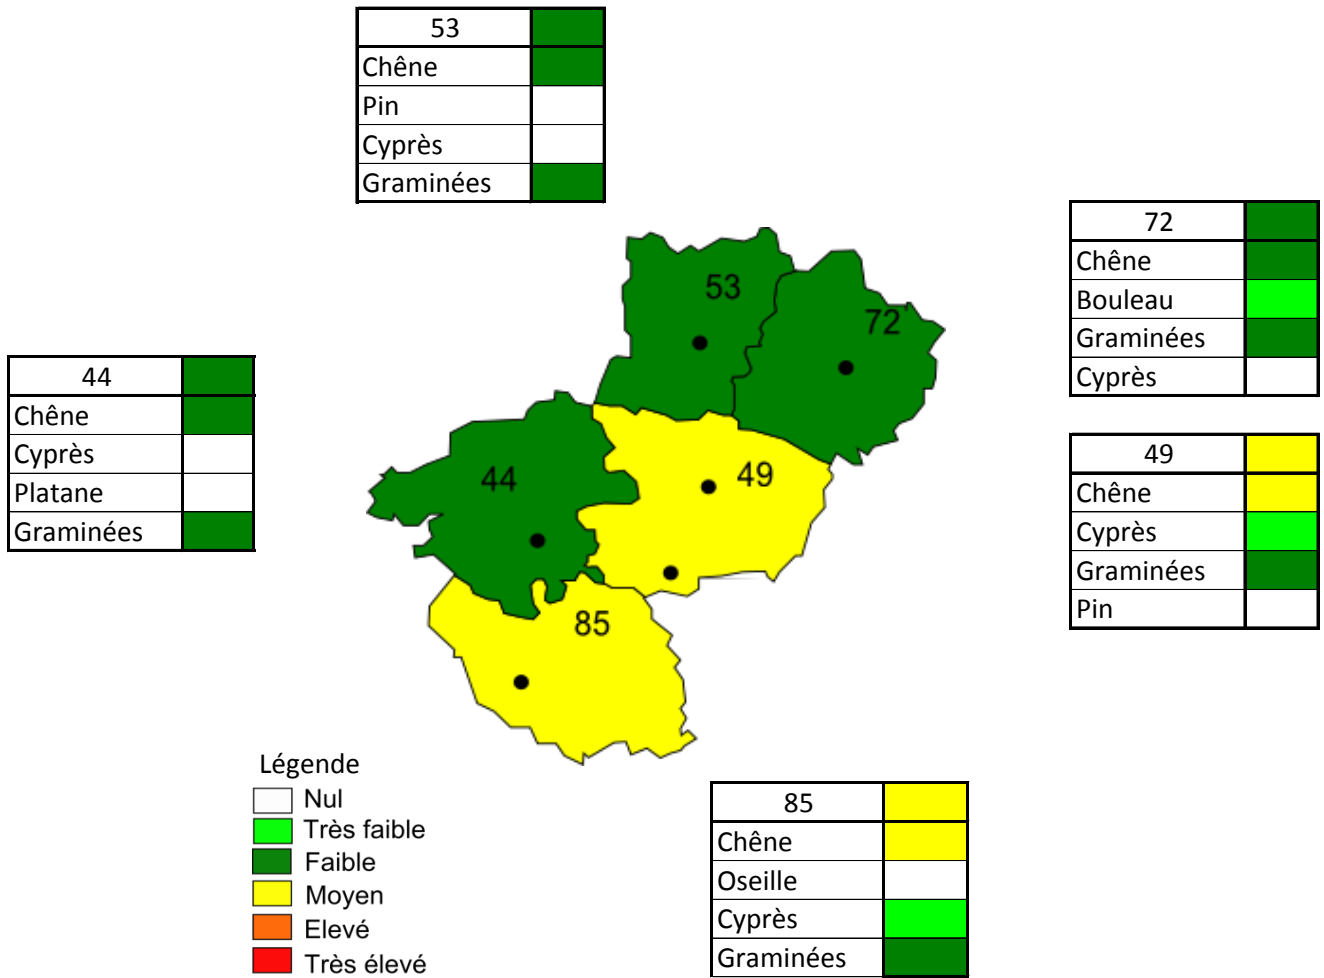 53
Chêne
Pin
Cyprès
Graminées
72
Chêne
Bouleau
Graminées
Cyprès
44
Chêne
Cyprès
Platane
Graminées
49
Chêne
Cyprès
Graminées
Pin
53
72
44
49
85
Légende
Nul
Très faible
Faible
Moyen
Elevé
Très élevé
85
Chêne
Oseille
Cyprès
Graminées